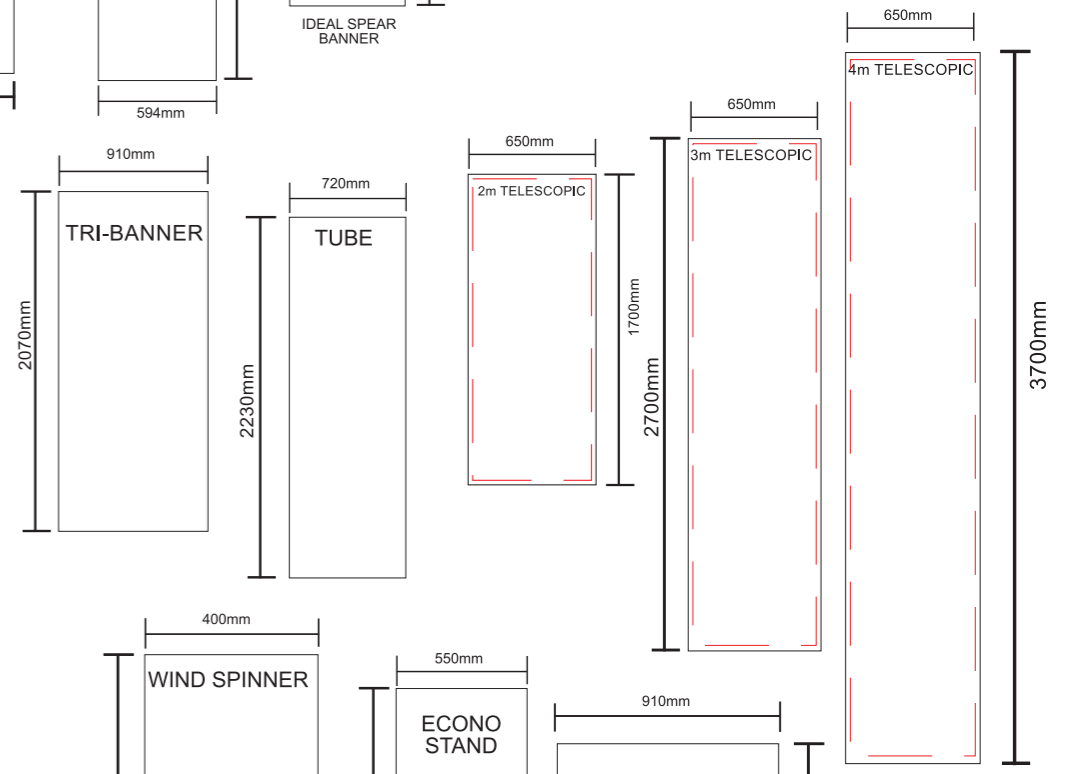 650mm
IDEAL SPEAR
BANNER
4m TELESCOPIC
594mm
650mm
910mm
650mm
3m TELESCOPIC
720mm
2m TELESCOPIC
TRI-BANNER
TUBE
2070mm
1700mm
3700mm
2230mm
2700mm
400mm
550mm
WIND SPINNER
910mm
ECONO
STAND